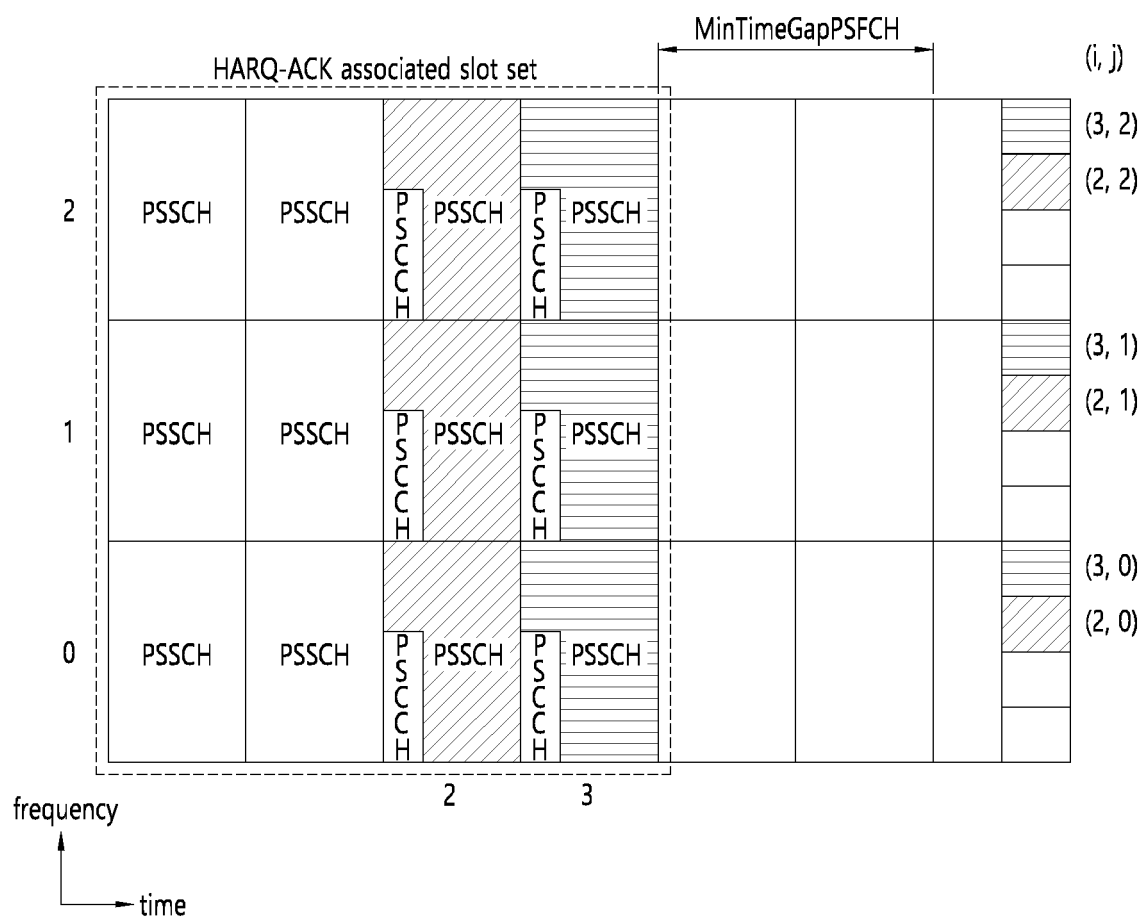 MinTimeGapPSFCH
(i, j)
HARQ-ACK associated slot set
(3, 2)
(2, 2)
2
PSSCH
PSSCH
PSCCH
PSSCH
PSCCH
PSSCH
(3, 1)
(2, 1)
1
PSSCH
PSSCH
PSCCH
PSSCH
PSCCH
PSSCH
(3, 0)
(2, 0)
0
PSSCH
PSSCH
PSCCH
PSSCH
PSCCH
PSSCH
2
3
frequency
time